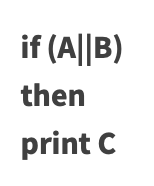 if (A||B)
then
print C